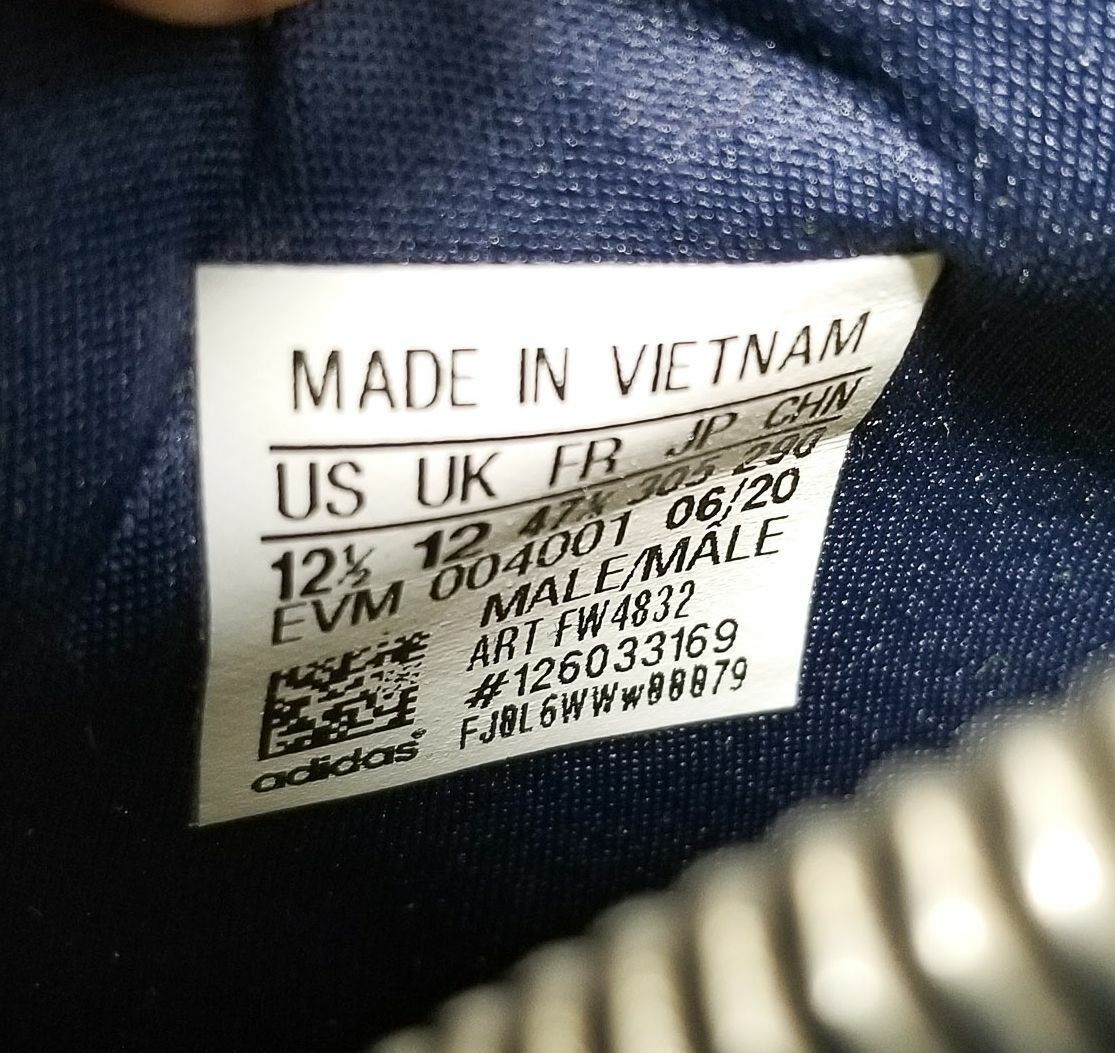 MADE IN VIETNAM
US UK FR JP CHN
12½ 12 47⅓ 305 290
EVM 004001 06/20
MALE/MÂLE
ART FW4832
#126033169
FJ0L6WWw00079
adidas®